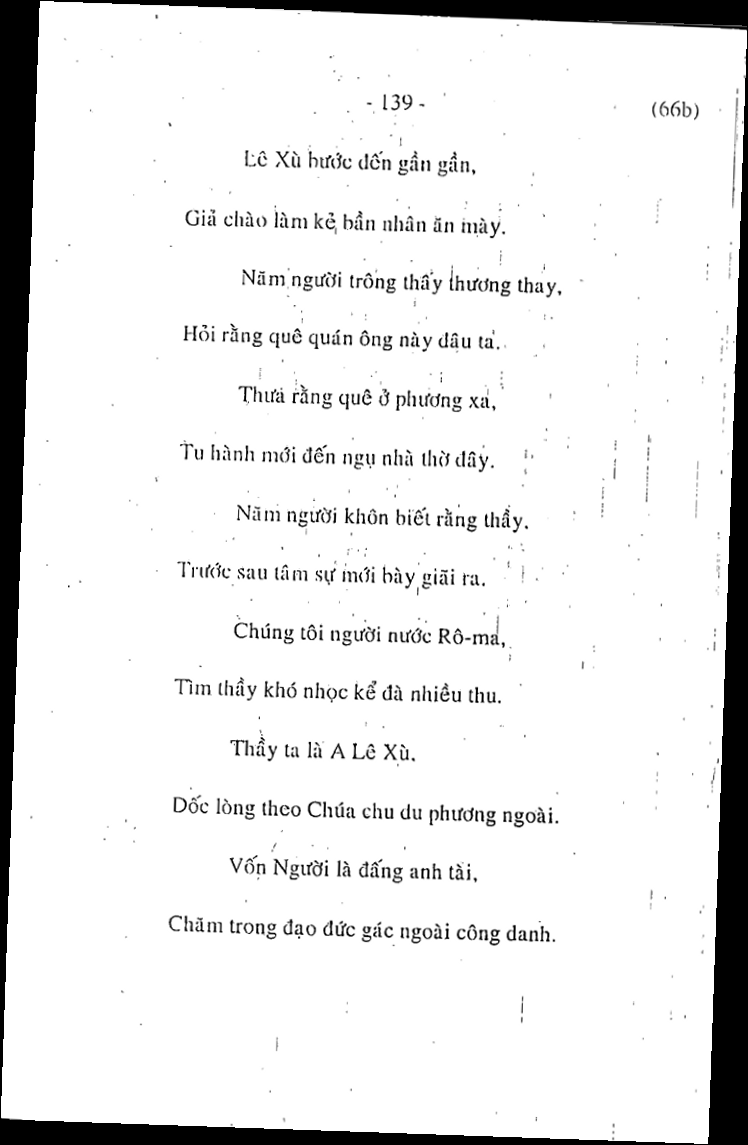 - 139 - (66b)
Lê Xù bước đến gần gần,
Giả chào làm kẻ bần nhân ăn mày.
Năm người trông thấy thương thay,
Hỏi rằng quê quán ông này dâu ta.
Thưa rằng quê ở phương xa,
Tu hành mới đến ngụ nhà thờ đây.
Năm người khôn biết rằng thầy.
Trước sau tâm sự mới bày giãi ra.
Chúng tôi người nước Rô-ma,
Tìm thầy khó nhọc kể đà nhiều thu.
Thầy ta là A Lê Xù.
Dốc lòng theo Chúa chu du phương ngoài.
Vốn Người là đấng anh tài,
Chăm trong đạo đức gác ngoài công danh.